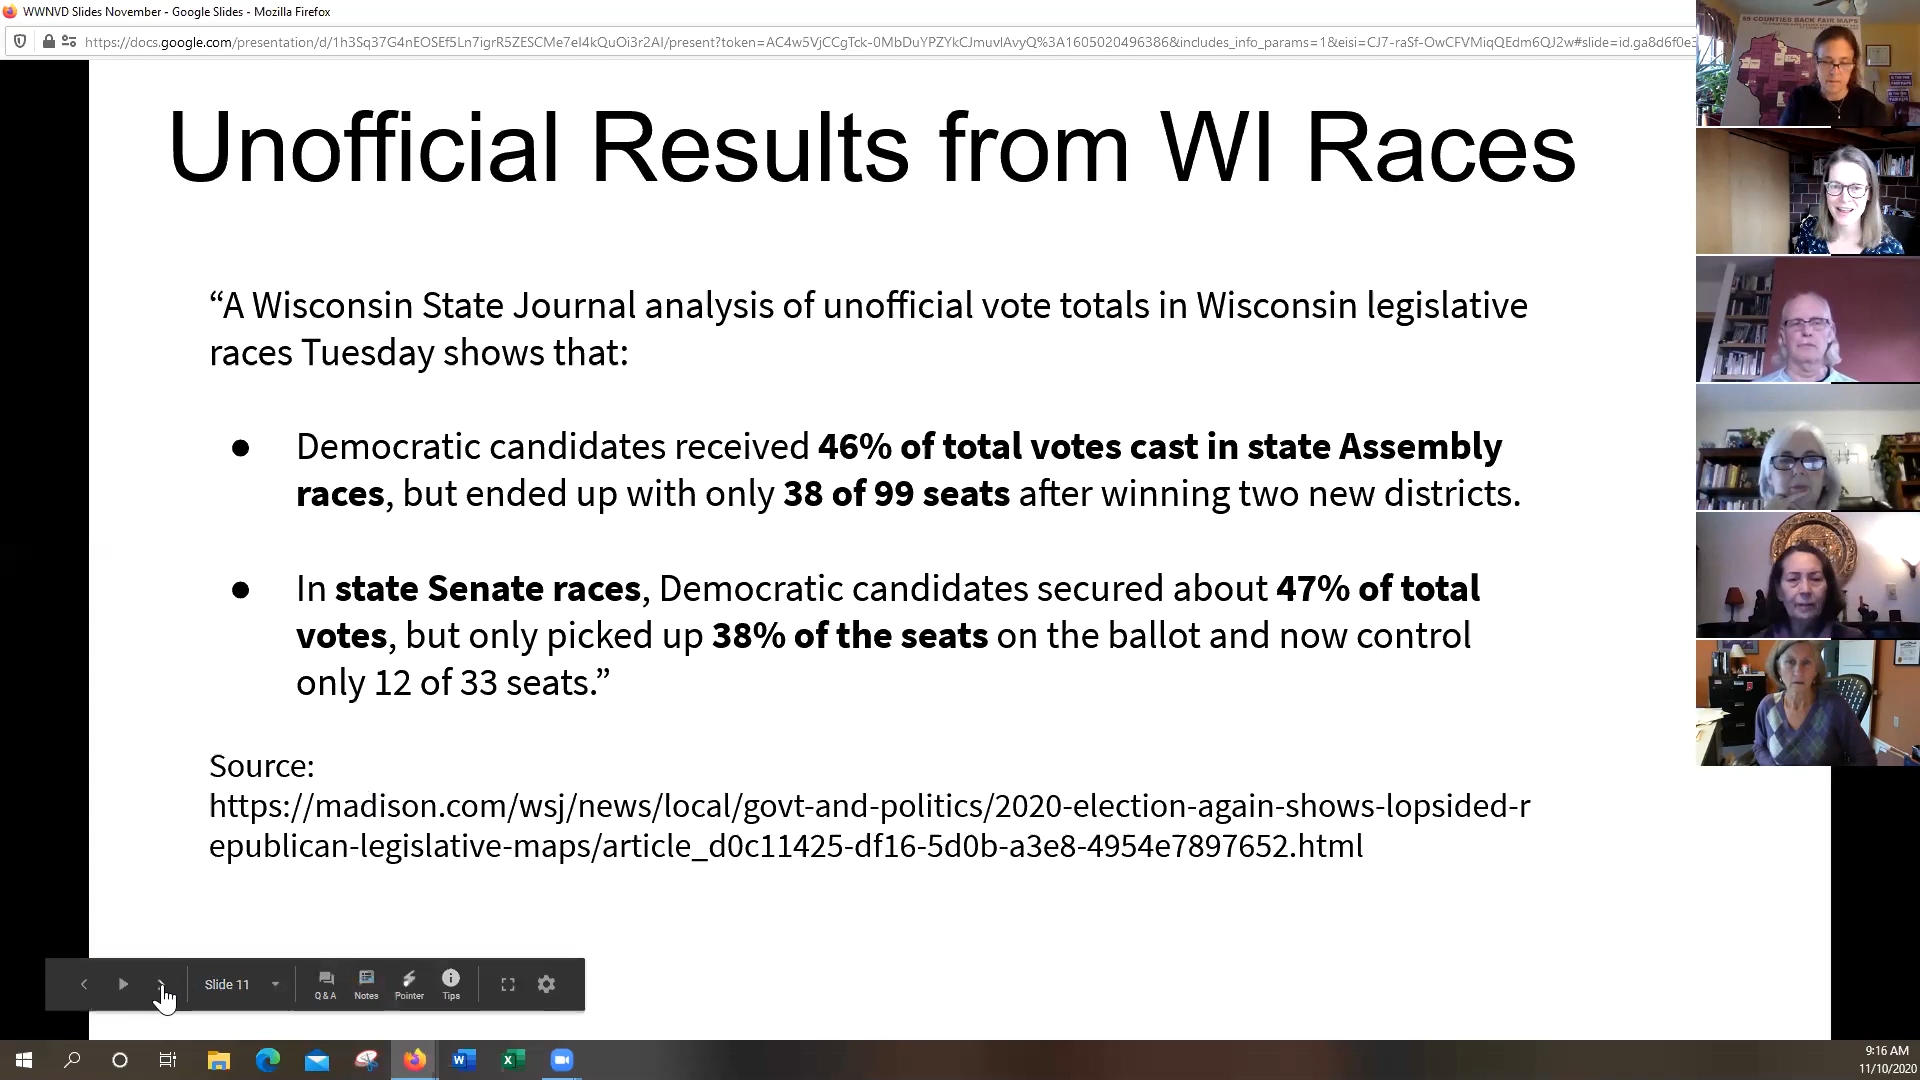 WWNVD Slides November - Google Slides - Mozilla Firefox
55 COUNTIES BACK FAIR MAPS
Unofficial Results from WI Races
“A Wisconsin State Journal analysis of unofficial vote totals in Wisconsin legislative
races Tuesday shows that:
● Democratic candidates received 46% of total votes cast in state Assembly
races, but ended up with only 38 of 99 seats after winning two new districts.
● In state Senate races, Democratic candidates secured about 47% of total
votes, but only picked up 38% of the seats on the ballot and now control
only 12 of 33 seats.”
Source:
https://madison.com/wsj/news/local/govt-and-politics/2020-election-again-shows-lopsided-r
epublican-legislative-maps/article_d0c11425-df16-5d0b-a3e8-4954e7897652.html
Slide 11
Q & A Notes Pointer Tips
9:16 AM
11/10/2020